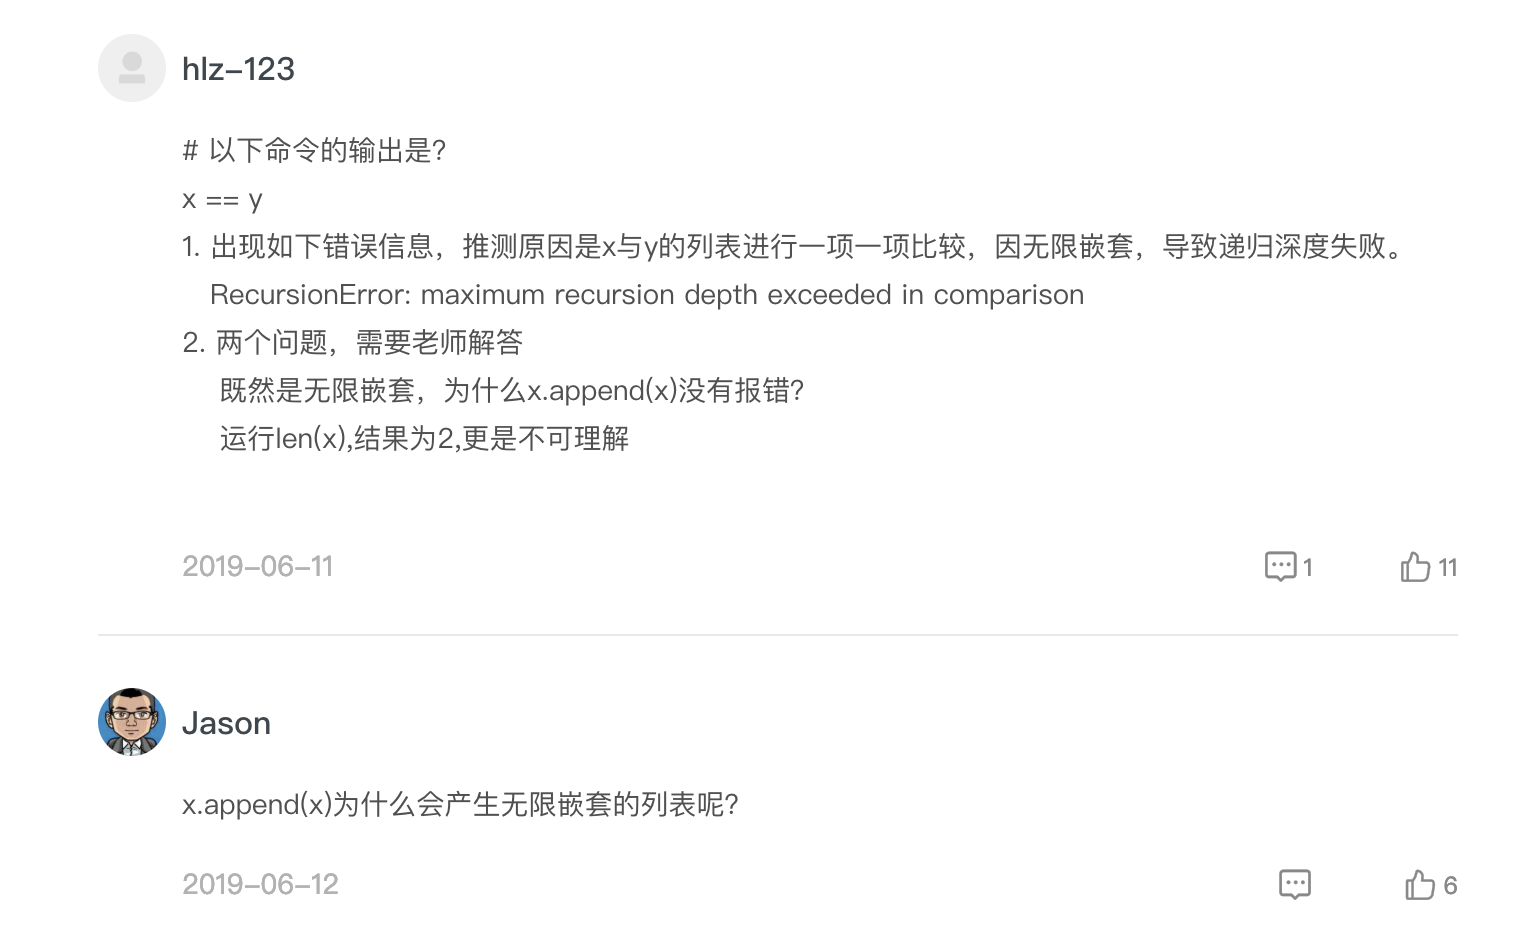 hlz-123
# 以下命令的输出是?
x == y
1. 出现如下错误信息，推测原因是x与y的列表进行一项一项比较，因无限嵌套，导致递归深度失败。
RecursionError: maximum recursion depth exceeded in comparison
2. 两个问题，需要老师解答
既然是无限嵌套，为什么x.append(x)没有报错?
运行len(x),结果为2,更是不可理解
2019-06-11 1 11
Jason
x.append(x)为什么会产生无限嵌套的列表呢?
2019-06-12 6